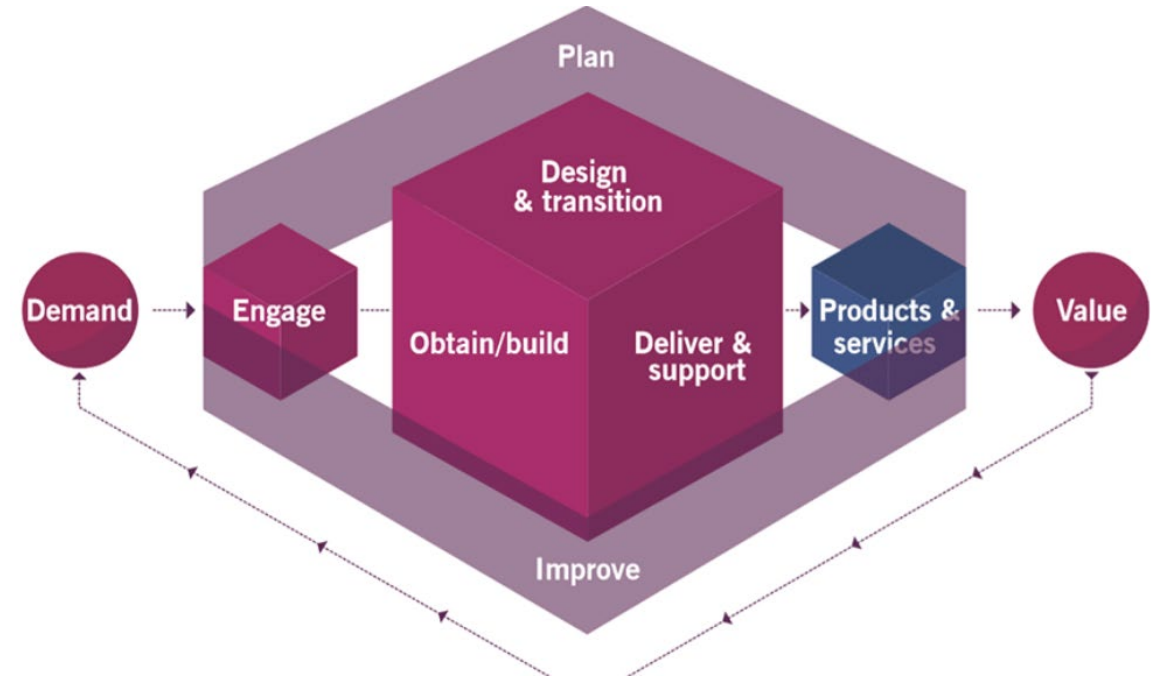 Plan
Design
& transition
Demand
Engage
Obtain/build
Deliver &
support
Products &
services
Value
Improve